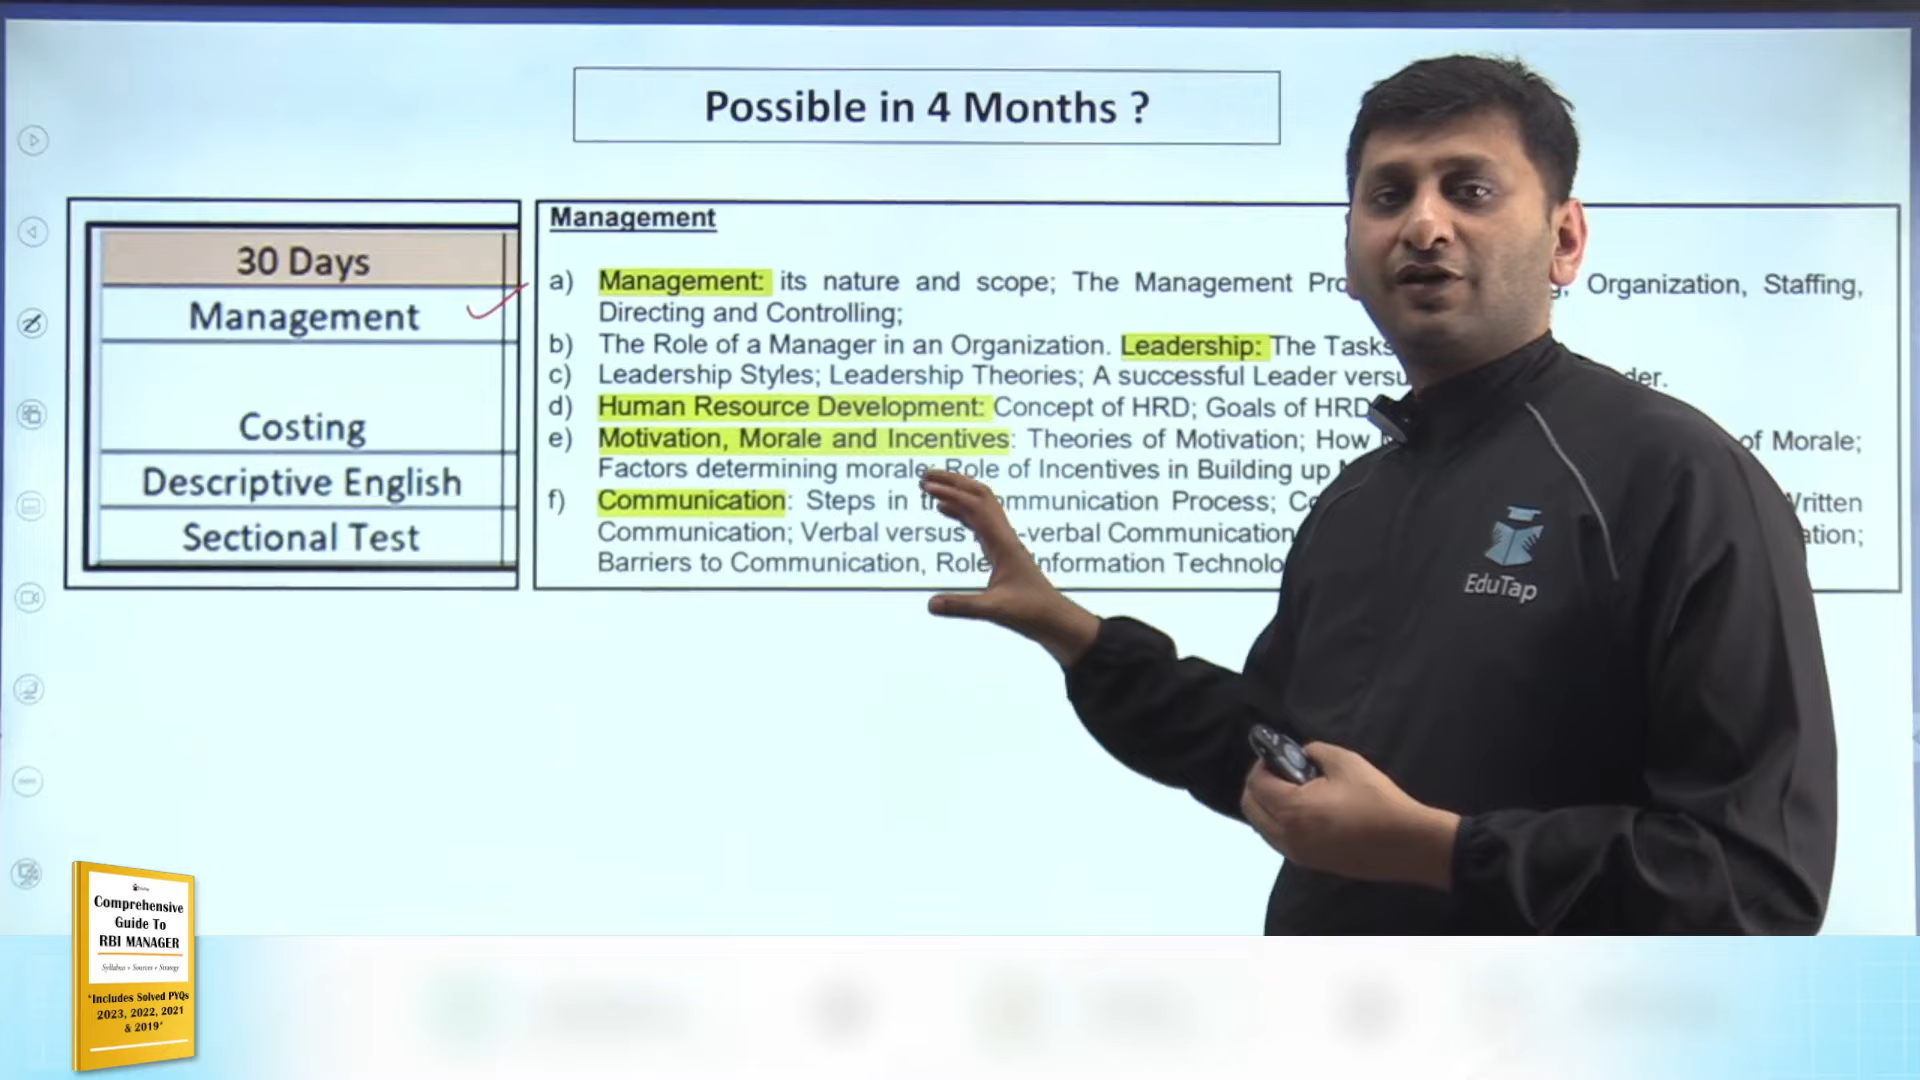 Possible in 4 Months ?
30 Days
Management
Costing
Descriptive English
Sectional Test
Management
a) Management: its nature and scope; The Management Organization, Staffing,
Directing and Controlling;
b) The Role of a Manager in an Organization. Leadership: The Tasks
c) Leadership Styles; Leadership Theories; A successful Leader
d) Human Resource Development: Concept of HRD; Goals of HRD
e) Motivation, Morale and Incentives: Theories of Motivation; How of Morale;
Factors determining morale; Role of Incentives in Building up
f) Communication: Steps in Communication Process; Written
Communication; Verbal versus -verbal Communication
Barriers to Communication, Role Information
EduTap
Comprehensive
Guide To
RBI MANAGER
Syllabus + Sources + Strategy
*Includes Solved PYQs
2023, 2022, 2021
& 2019*